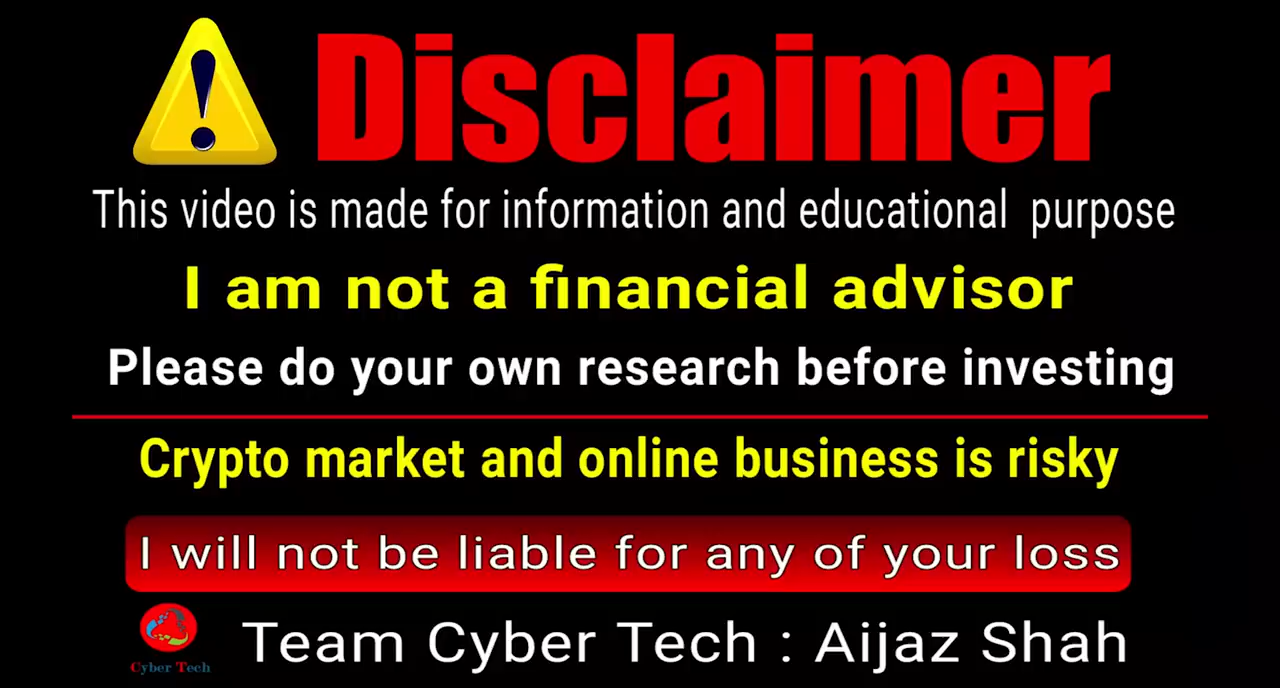 Disclaimer
This video is made for information and educational purpose
I am not a financial advisor
Please do your own research before investing
Crypto market and online business is risky
I will not be liable for any of your loss
Team Cyber Tech : Aijaz Shah
Cyber Tech